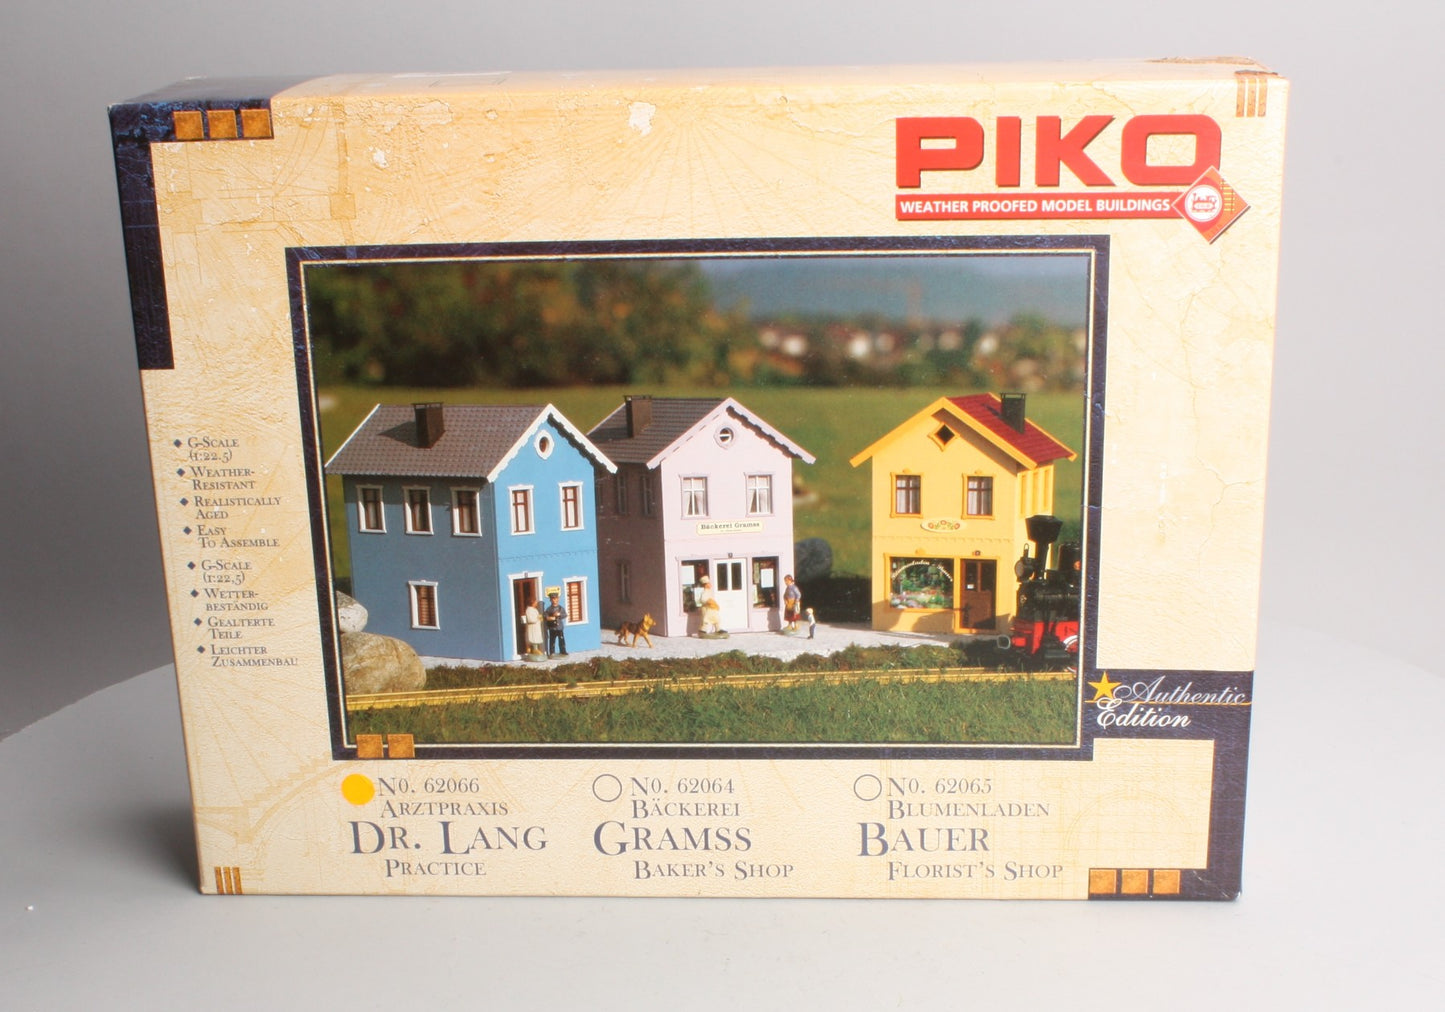 PIKO
WEATHER PROOFED MODEL BUILDINGS
G-Scale
(1:22.5)
Weather-
Resistant
Realistically
Aged
Easy
To Assemble
G-Scale
(1:22,5)
Wetter-
beständig
Gealterte
Teile
Leichter
Zusammenbau
Bäckerei Gramss
Authentic
Edition
No. 62066
Arztpraxis
Dr. Lang
Practice
No. 62064
Bäckerei
Gramss
Baker's Shop
No. 62065
Blumenladen
Bauer
Florist's Shop